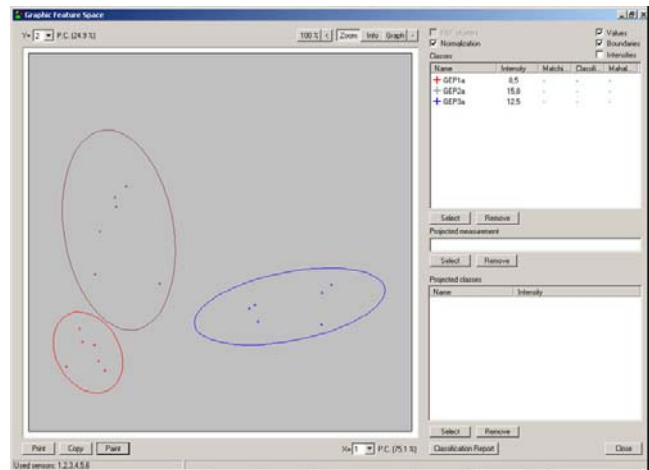 Graphic Feature Space
Y= 2 P.C. (24.9 %)
100 % < Zoom Info Graph -
Values
Normalization
Boundaries
Intensities
Classes
Name Intensity Matchi... Classifi... Mahal...
GEP1a 8,5 - - -
GEP2a 15,8 - - -
GEP3a 12,5 - - -
Select Remove
Projected measurement
Select Remove
Projected classes
Name Intensity
Select Remove
Print Copy Paint
X= 1 P.C. (75.1 %)
Classification Report
Close
Used sensors: 1,2,3,4,5,6